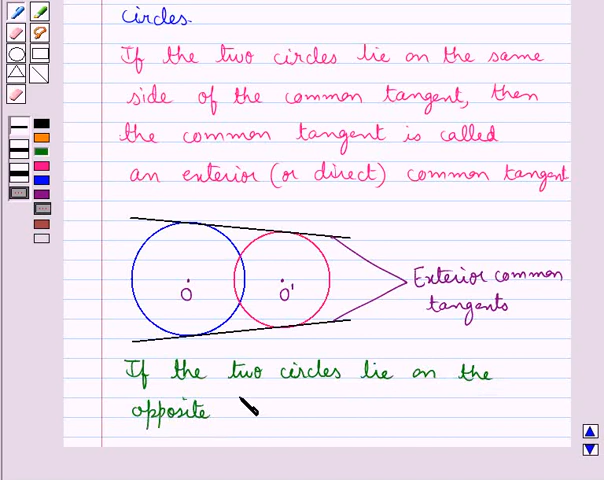 circles.
If the two circles lie on the same
side of the common tangent, then
the common tangent is called
an exterior (or direct) common tangent
O
O'
Exterior common
tangents
If the two circles lie on the
opposite